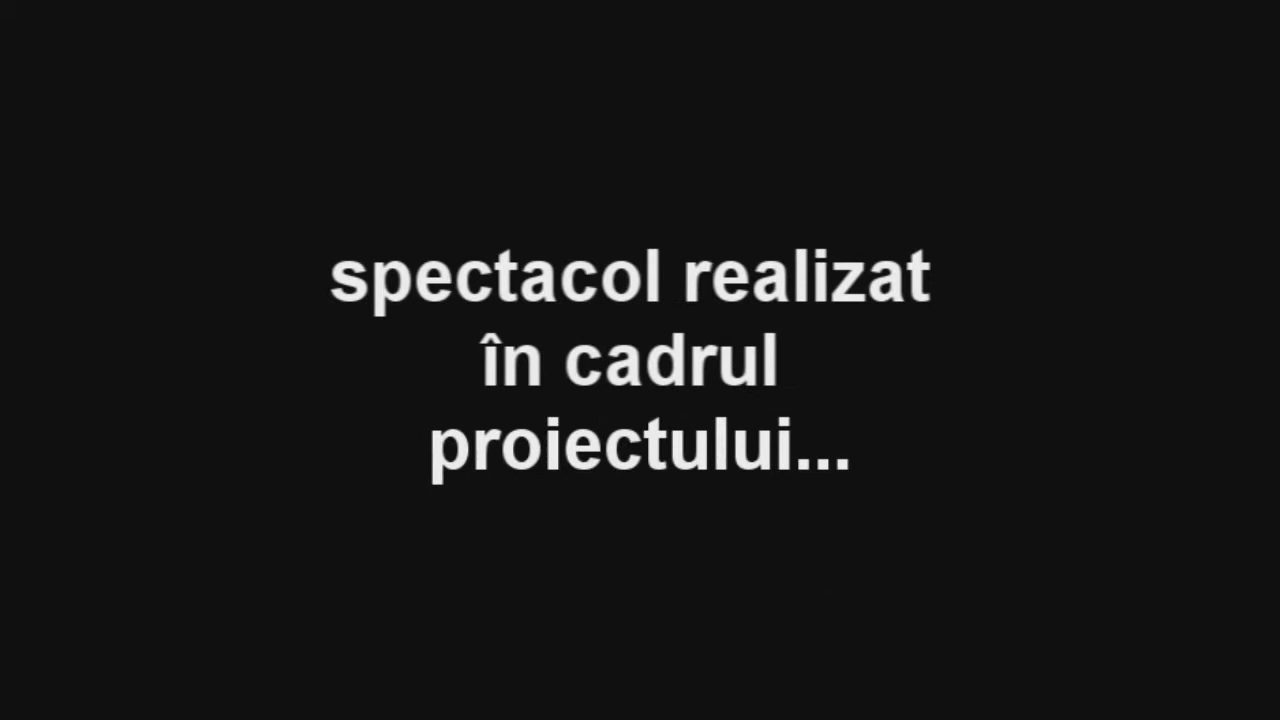 spectacol realizat
în cadrul
proiectului...